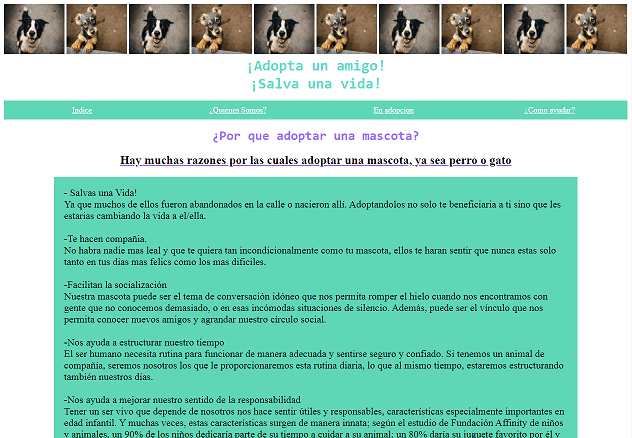 ¡Adopta un amigo!
¡Salva una vida!
Indice ¿Quienes Somos? En adopcion ¿Como ayudar?
¿Por que adoptar una mascota?
Hay muchas razones por las cuales adoptar una mascota, ya sea perro o gato
- Salvas una Vida!
Ya que muchos de ellos fueron abandonados en la calle o nacieron allí. Adoptandolos no solo te beneficiaria a ti sino que les
estarias cambiando la vida a el/ella.
-Te hacen compañia.
No habra nadie mas leal y que te quiera tan incondicionalmente como tu mascota, ellos te haran sentir que nunca estas solo
tanto en tus dias mas felics como los mas dificiles.
-Facilitan la socialización
Nuestra mascota puede ser el tema de conversación idóneo que nos permita romper el hielo cuando nos encontramos con
gente que no conocemos demasiado, o en esas incómodas situaciones de silencio. Además, puede ser el vínculo que nos
permita conocer nuevos amigos y agrandar nuestro círculo social.
-Nos ayuda a estructurar nuestro tiempo
El ser humano necesita rutina para funcionar de manera adecuada y sentirse seguro y confiado. Si tenemos un animal de
compañía, seremos nosotros los que le proporcionaremos esta rutina diaria, lo que al mismo tiempo, estaremos estructurando
también nuestros días.
-Nos ayuda a mejorar nuestro sentido de la responsabilidad
Tener un ser vivo que depende de nosotros nos hace sentir útiles y responsables, características especialmente importantes en
edad infantil. Y muchas veces, estas características surgen de manera innata; según el estudio de Fundación Affinity de niños
y animales, un 90% de los niños dedicaría parte de su tiempo a cuidar a su animal; un 80% daría su juguete favorito por él y